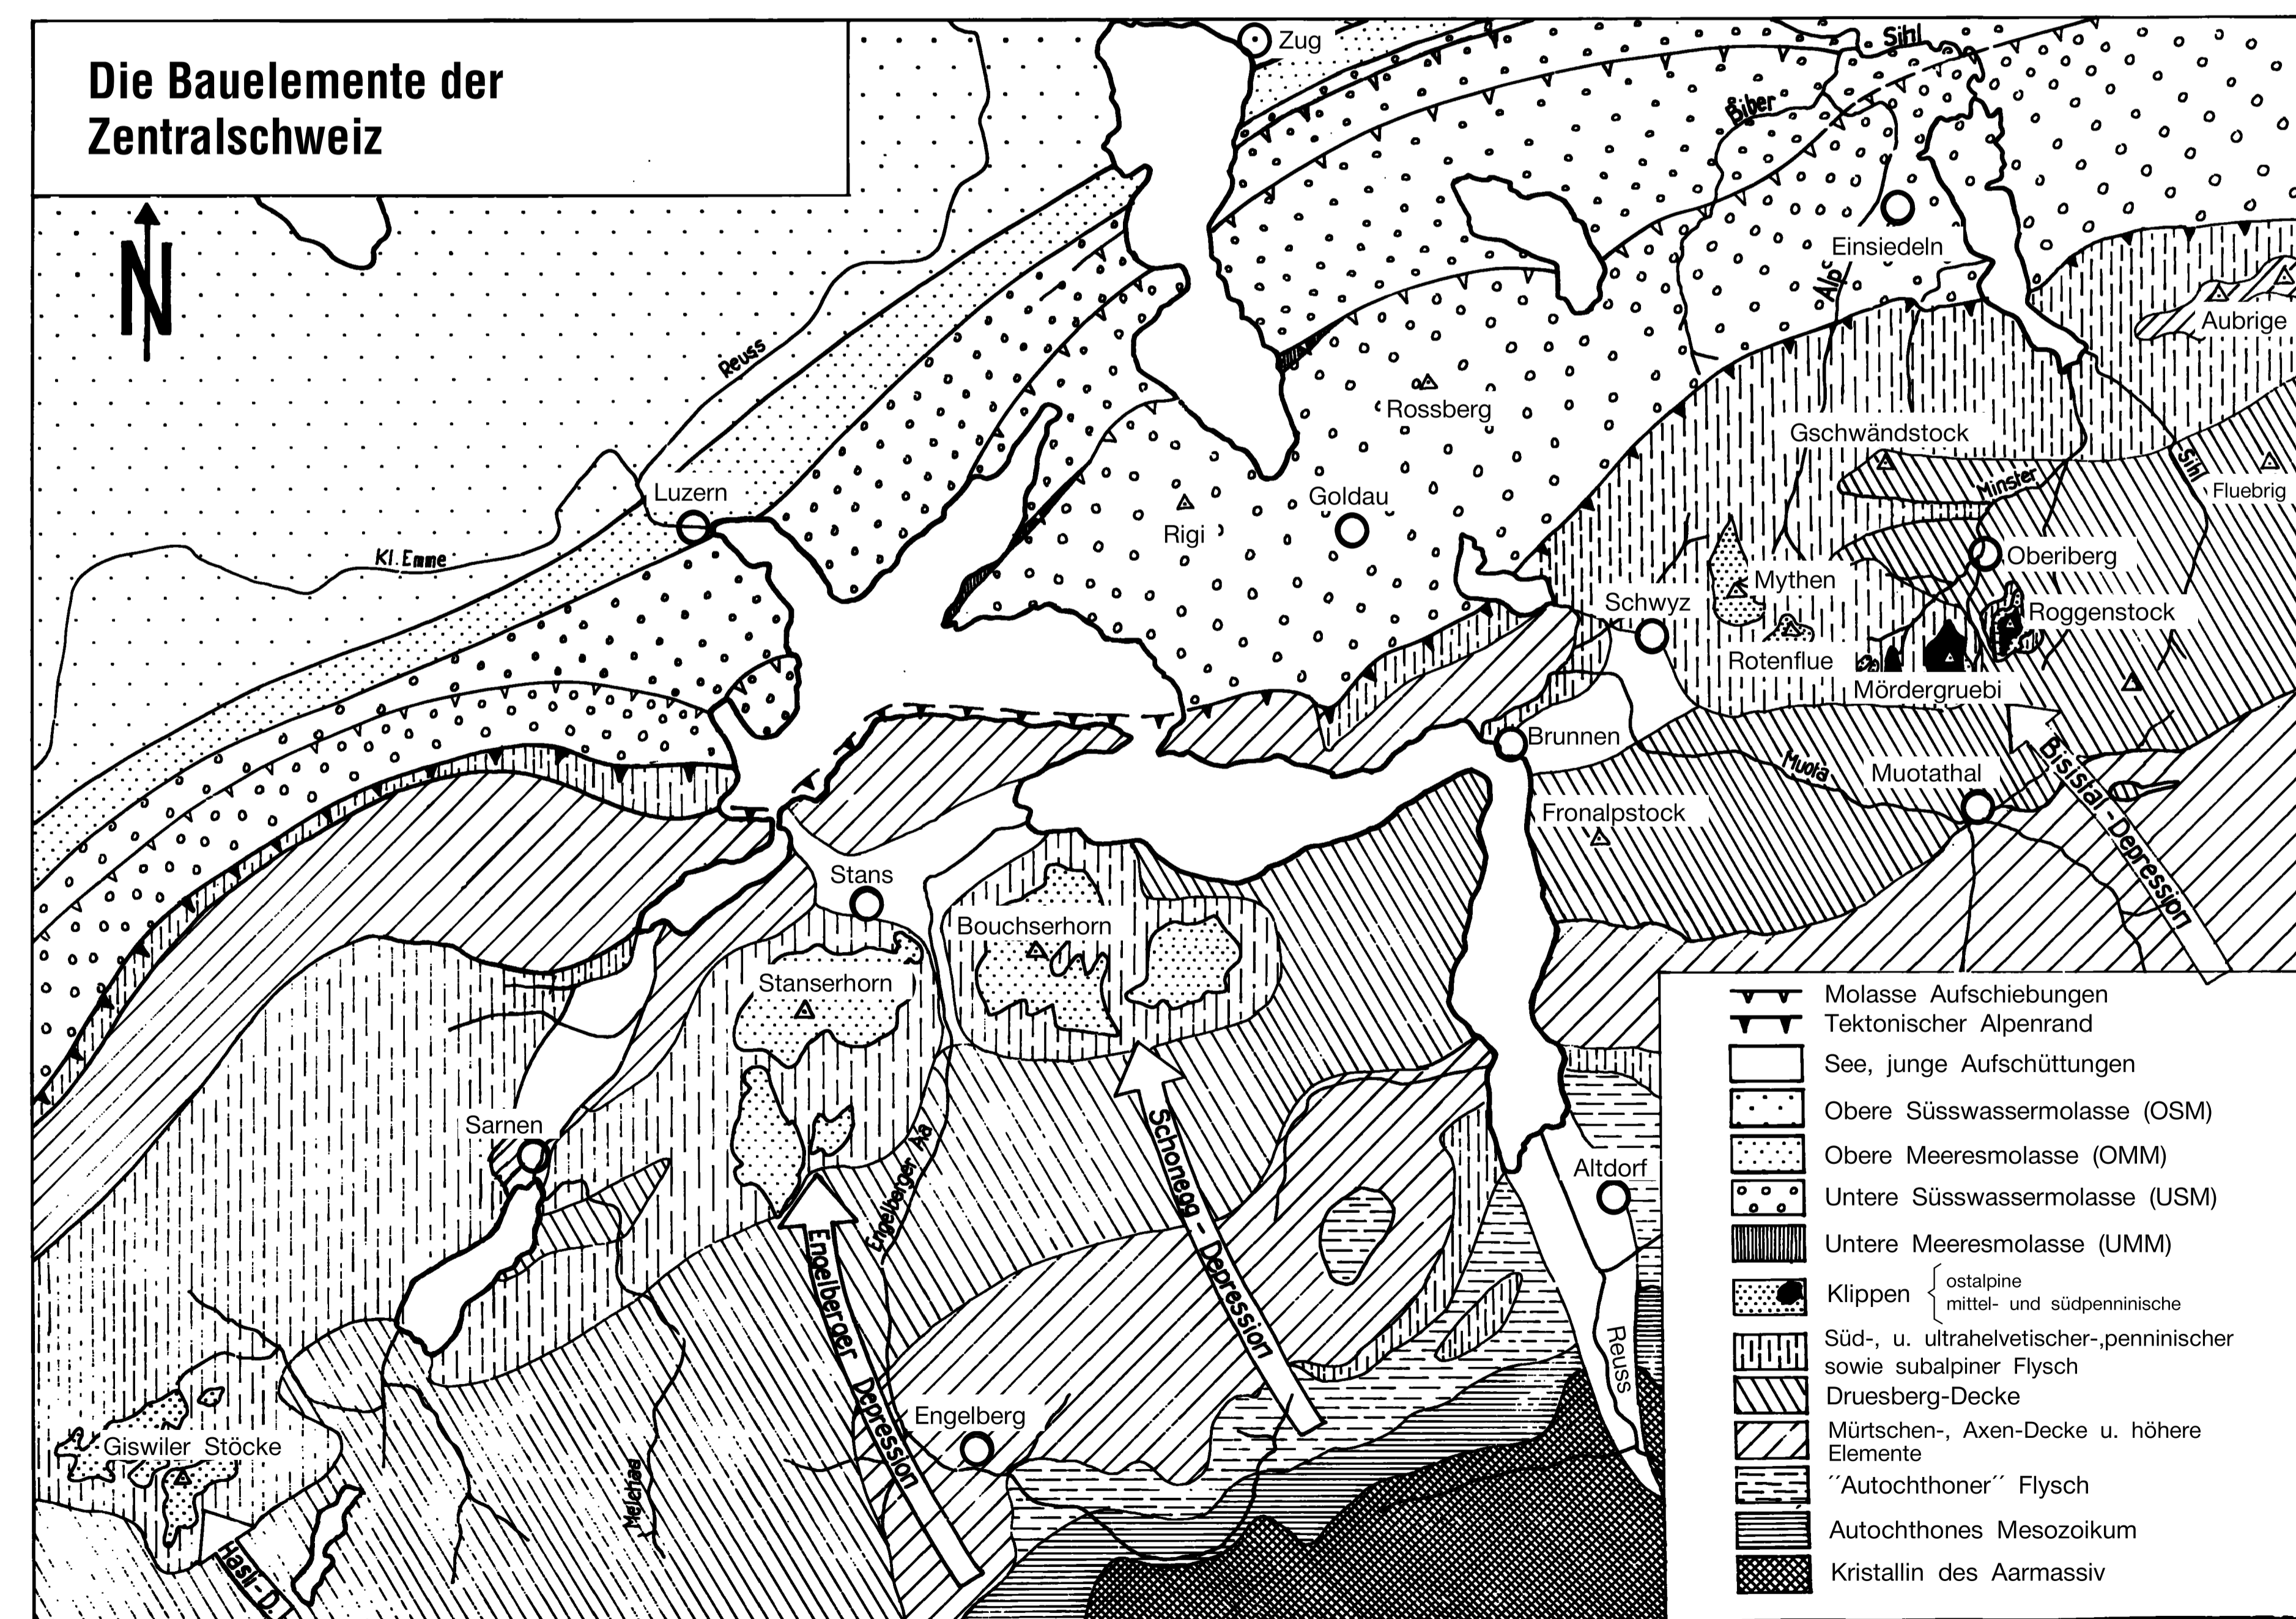 Die Bauelemente der
Zentralschweiz
N
Zug
Sihl
Biber
Einsiedeln
Alp
Aubrige
Reuss
Rossberg
Gschwändstock
Minster
Sihl
Fluebrig
Luzern
Goldau
Rigi
Kl. Emme
Oberiberg
Mythen
Schwyz
Roggenstock
Rotenflue
Mördergruebi
Brunnen
Muota
Muotathal
Bisistal-Depression
Fronalpstock
Stans
Bouchserhorn
Stanserhorn
Sarnen
Engelberger Aa
Schonegg - Depression
Altdorf
Engelberger Depression
Reuss
Engelberg
Giswiler Stöcke
Melchaa
Hasli-D.
Molasse Aufschiebungen
Tektonischer Alpenrand
See, junge Aufschüttungen
Obere Süsswassermolasse (OSM)
Obere Meeresmolasse (OMM)
Untere Süsswassermolasse (USM)
Untere Meeresmolasse (UMM)
Klippen { ostalpine
mittel- und südpenninische
Süd-, u. ultrahelvetischer-,penninischer
sowie subalpiner Flysch
Druesberg-Decke
Mürtschen-, Axen-Decke u. höhere
Elemente
˝Autochthoner˝ Flysch
Autochthones Mesozoikum
Kristallin des Aarmassiv